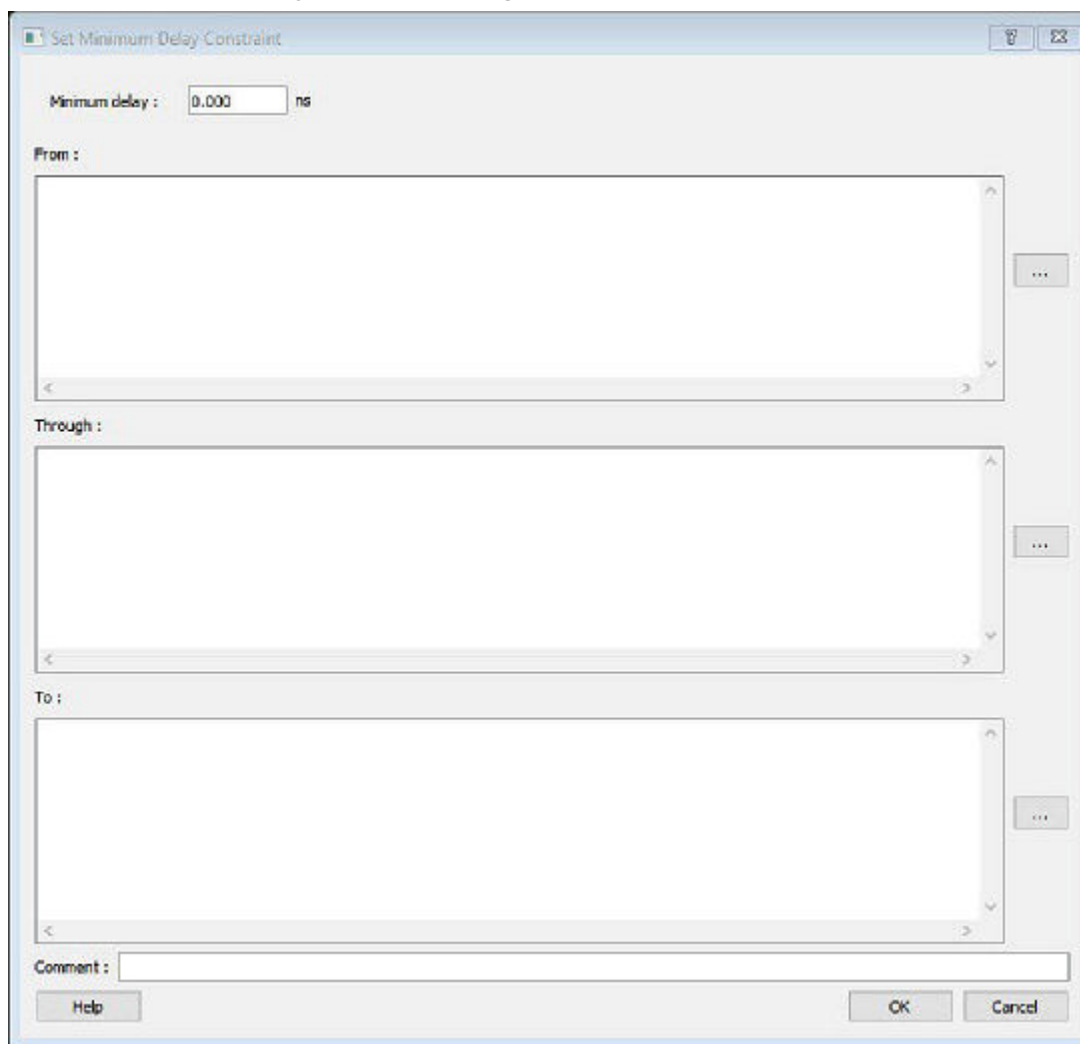 Set Minimum Delay Constraint
Minimum delay : 0.000 ns
From :
...
Through :
...
To :
...
Comment :
Help OK Cancel